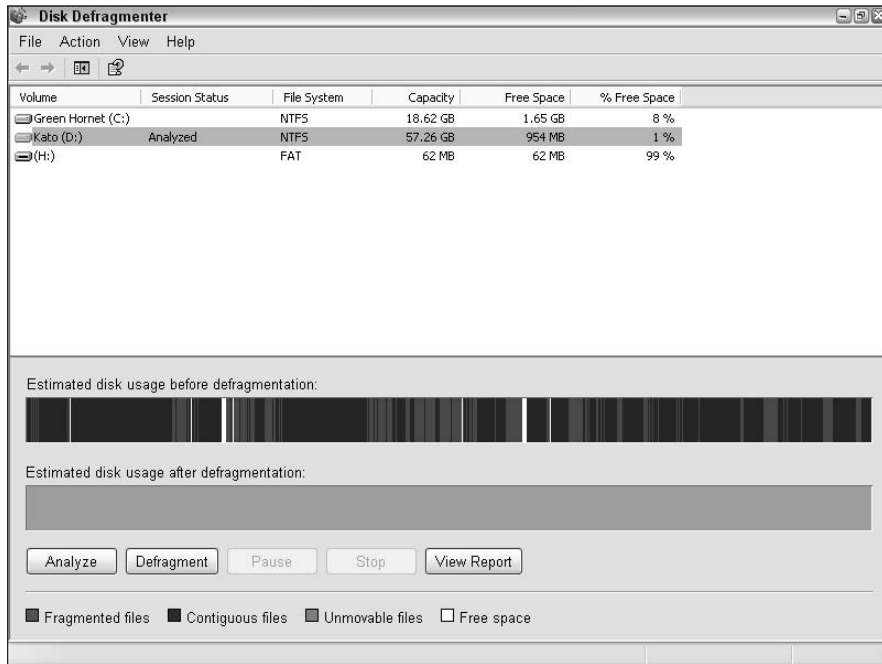 Disk Defragmenter
File Action View Help
Volume Session Status File System Capacity Free Space % Free Space
Green Hornet (C:) NTFS 18.62 GB 1.65 GB 8 %
Kato (D:) Analyzed NTFS 57.26 GB 954 MB 1 %
(H:) FAT 62 MB 62 MB 99 %
Estimated disk usage before defragmentation:
Estimated disk usage after defragmentation:
Analyze Defragment Pause Stop View Report
Fragmented files Contiguous files Unmovable files Free space